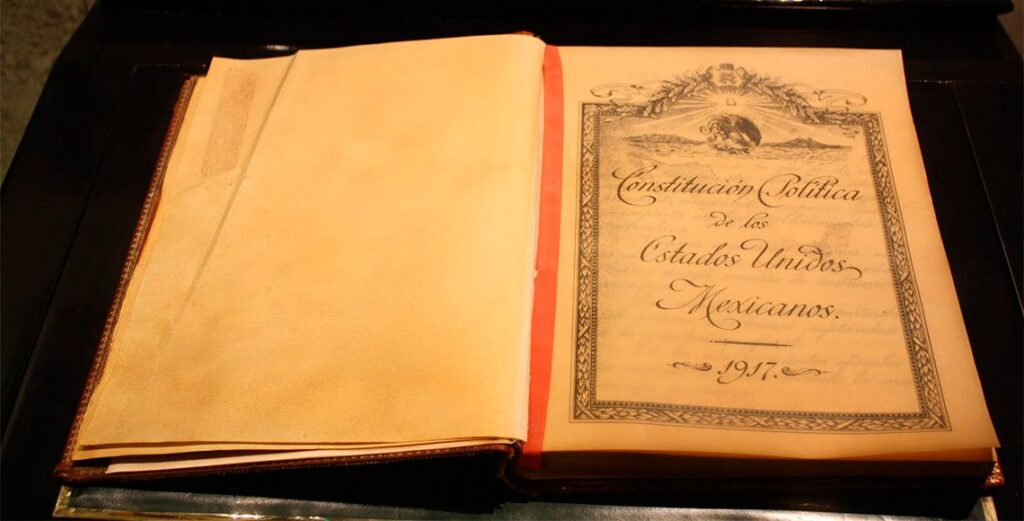 Constitución Política
de los
Estados Unidos
Mexicanos.
1917.